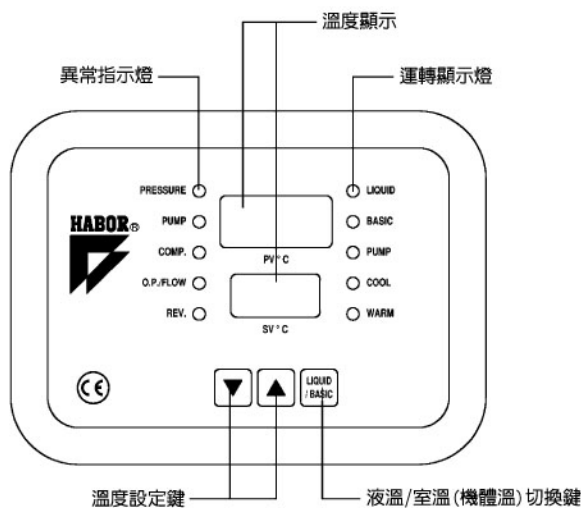 溫度顯示
異常指示燈
運轉顯示燈
PRESSURE
LIQUID
HABOR®
PUMP
BASIC
COMP.
PV°C
PUMP
O.P./FLOW
COOL
REV.
SV°C
WARM
CE
LIQUID
/BASIC
溫度設定鍵
液溫/室溫(機體溫)切換鍵